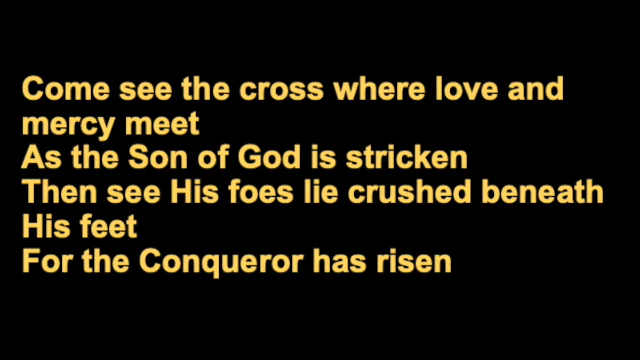 Come see the cross where love and
mercy meet
As the Son of God is stricken
Then see His foes lie crushed beneath
His feet
For the Conqueror has risen